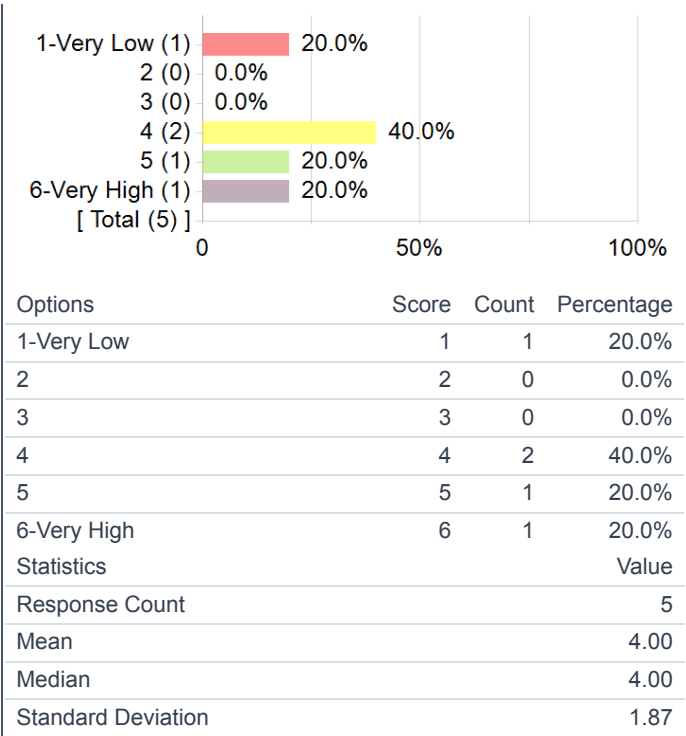 1-Very Low (1) 20.0%
2 (0) 0.0%
3 (0) 0.0%
4 (2) 40.0%
5 (1) 20.0%
6-Very High (1) 20.0%
[ Total (5) ]
0 50% 100%
Options Score Count Percentage
1-Very Low 1 1 20.0%
2 2 0 0.0%
3 3 0 0.0%
4 4 2 40.0%
5 5 1 20.0%
6-Very High 6 1 20.0%
Statistics Value
Response Count 5
Mean 4.00
Median 4.00
Standard Deviation 1.87